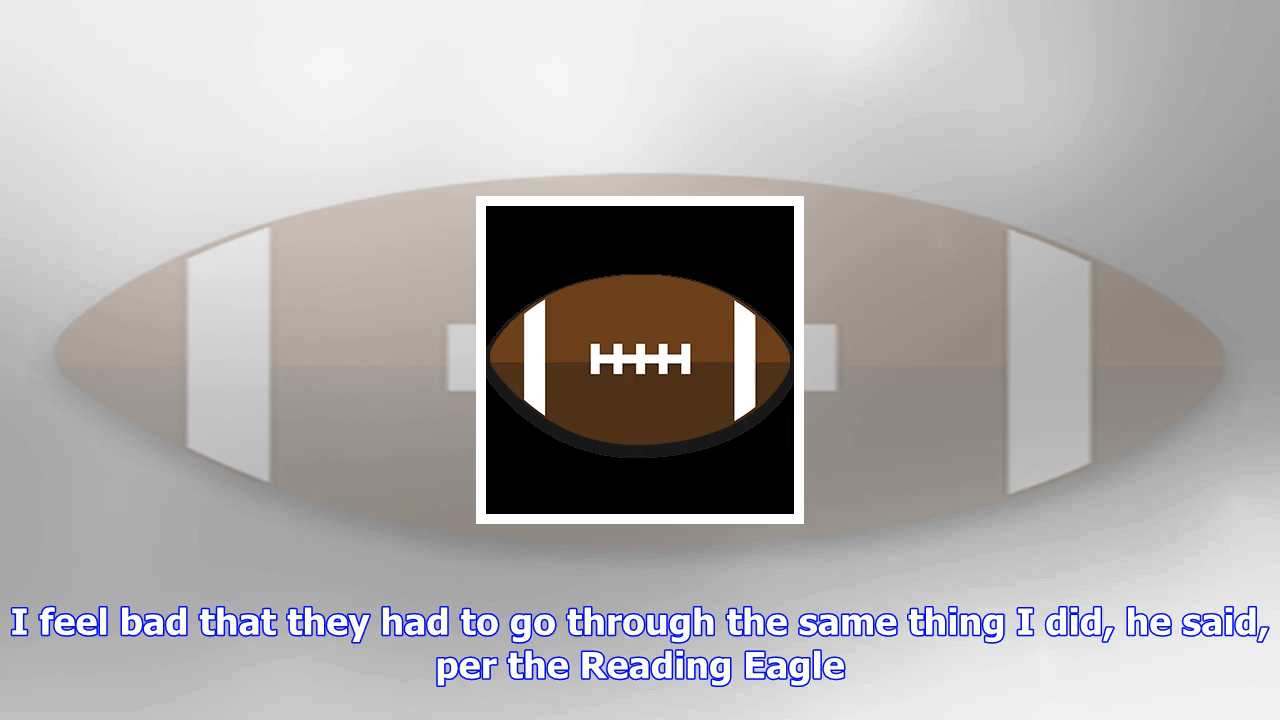 I feel bad that they had to go through the same thing I did, he said,
per the Reading Eagle